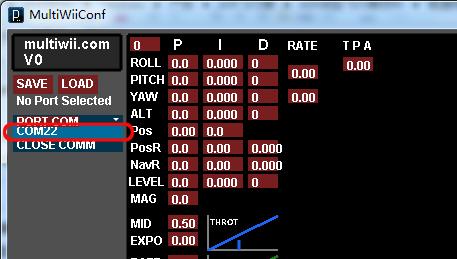 MultiWiiConf
multiwii.com
V0
SAVE LOAD
No Port Selected
PORT COM
COM22
CLOSE COMM
0 P I D RATE T P A
ROLL 0.0 0.000 0 0.00 0.00
PITCH 0.0 0.000 0
YAW 0.0 0.000 0 0.00
ALT 0.0 0.000 0
Pos 0.00 0.0
PosR 0.0 0.0 0.000
NavR 0.0 0.00 0.000
LEVEL 0.0 0.000 0
MAG 0.0
MID 0.50 THROT
EXPO 0.00